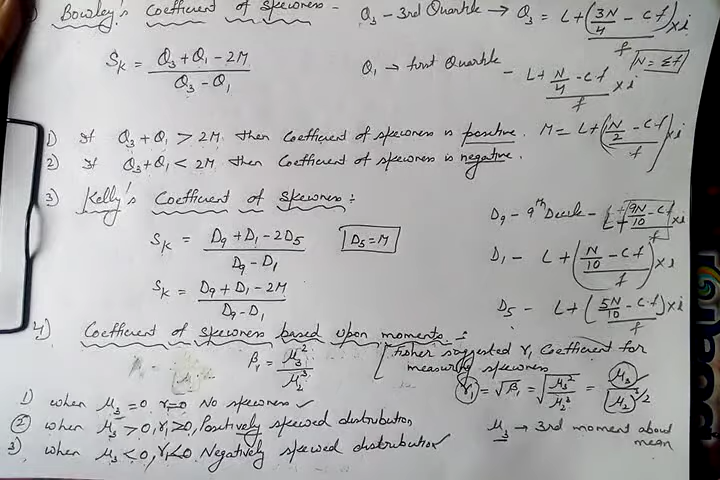 Bowley's Coefficient of skewness - Q₃ - 3rd Quartile → Q₃ = L + (3N/4 - Cf)/f × i
Sk = (Q₃ + Q₁ - 2M)/(Q₃ - Q₁) Q₁ → first Quartile - L + (N/4 - Cf)/f × i N = Σf
1) If Q₃ + Q₁ > 2M then Coefficient of skewness is positive. M = L + (N/2 - Cf)/f × i
2) If Q₃ + Q₁ < 2M then Coefficient of skewness is negative.
3) Kelly's Coefficient of skewness :- D₉ - 9th Decile - L + (9N/10 - Cf)/f × i
Sk = (D₉ + D₁ - 2D₅)/(D₉ - D₁) D₅ = M D₁ - L + (N/10 - Cf)/f × i
Sk = (D₉ + D₁ - 2M)/(D₉ - D₁) D₅ - L + (5N/10 - C.f)/f × i
4) Coefficient of skewness based upon moments :-
β₁ = μ₃²/μ₂³ Fisher suggested γ₁ Coefficient for
measuring skewness
γ₁ = √β₁ = √(μ₃²/μ₂³) = μ₃/(μ₂)^3/2
1) when μ₃ = 0 γ₁=0 No skewness ✓
2) when μ₃ > 0, γ₁>0, Positively skewed distribution
μ₃ → 3rd moment about
mean
3) when μ₃ < 0, γ₁<0 Negatively skewed distribution